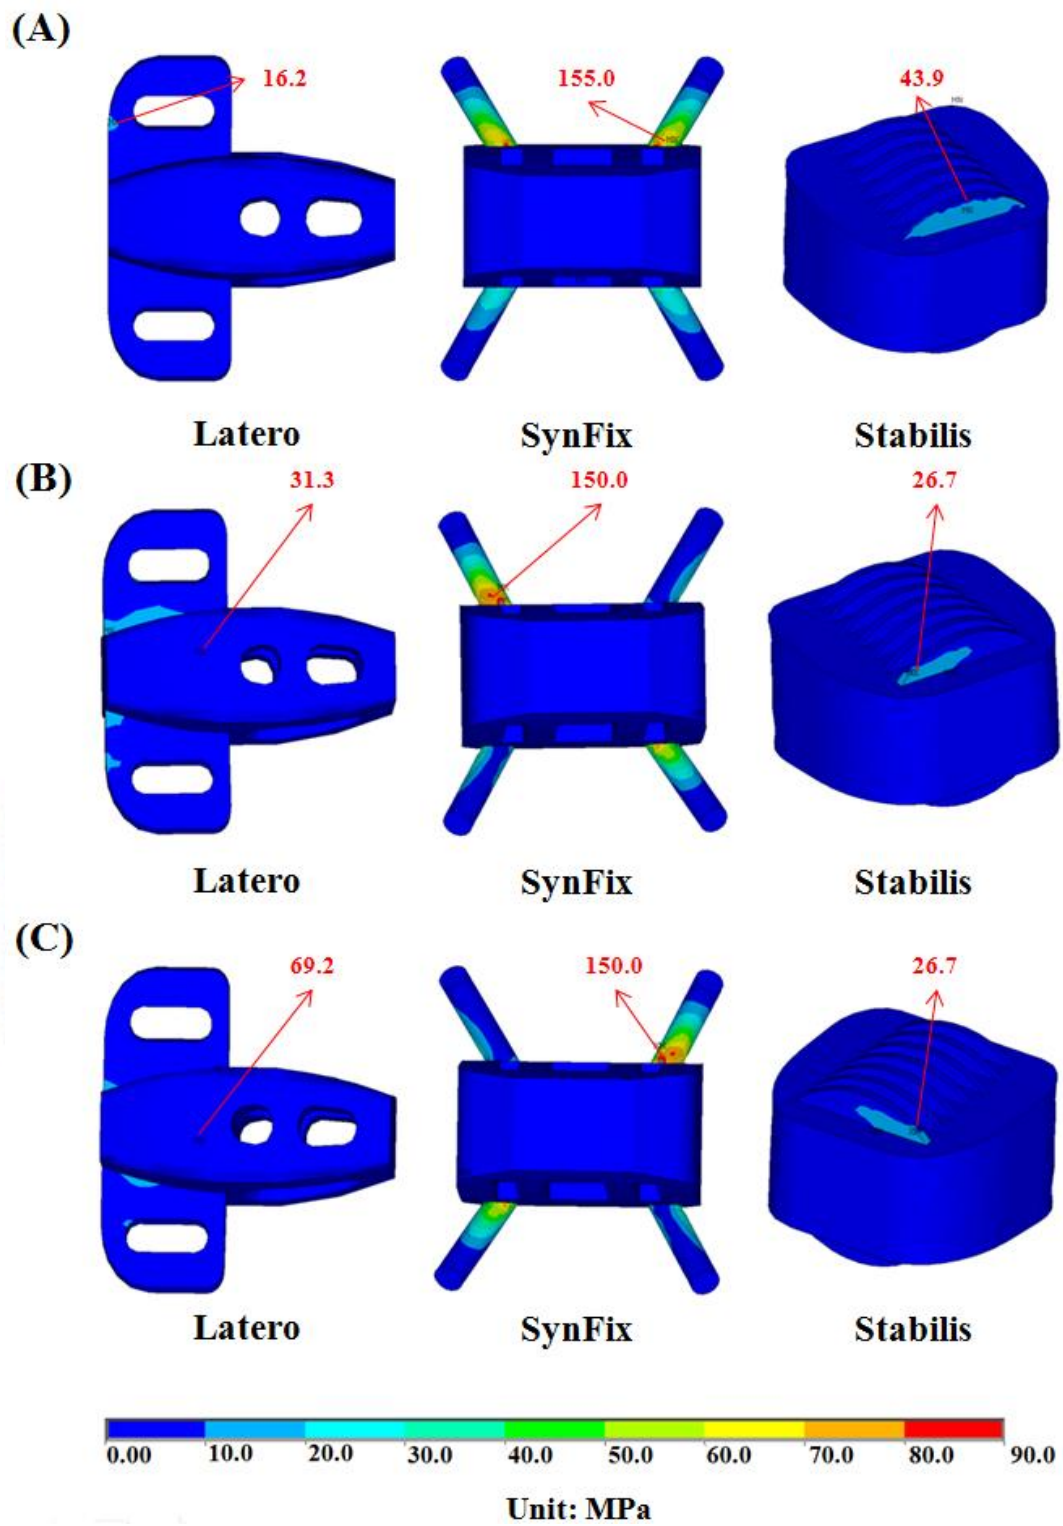 (A)
16.2 155.0 43.9
Latero SynFix Stabilis
(B)
31.3 150.0 26.7
Latero SynFix Stabilis
(C)
69.2 150.0 26.7
Latero SynFix Stabilis
0.00 10.0 20.0 30.0 40.0 50.0 60.0 70.0 80.0 90.0
Unit: MPa